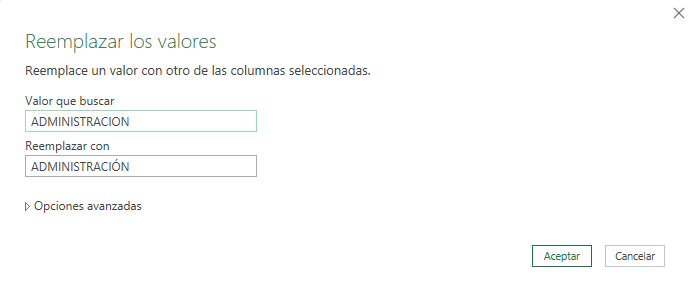 Reemplazar los valores
Reemplace un valor con otro de las columnas seleccionadas.
Valor que buscar
ADMINISTRACION
Reemplazar con
ADMINISTRACIÓN
Opciones avanzadas
Aceptar
Cancelar